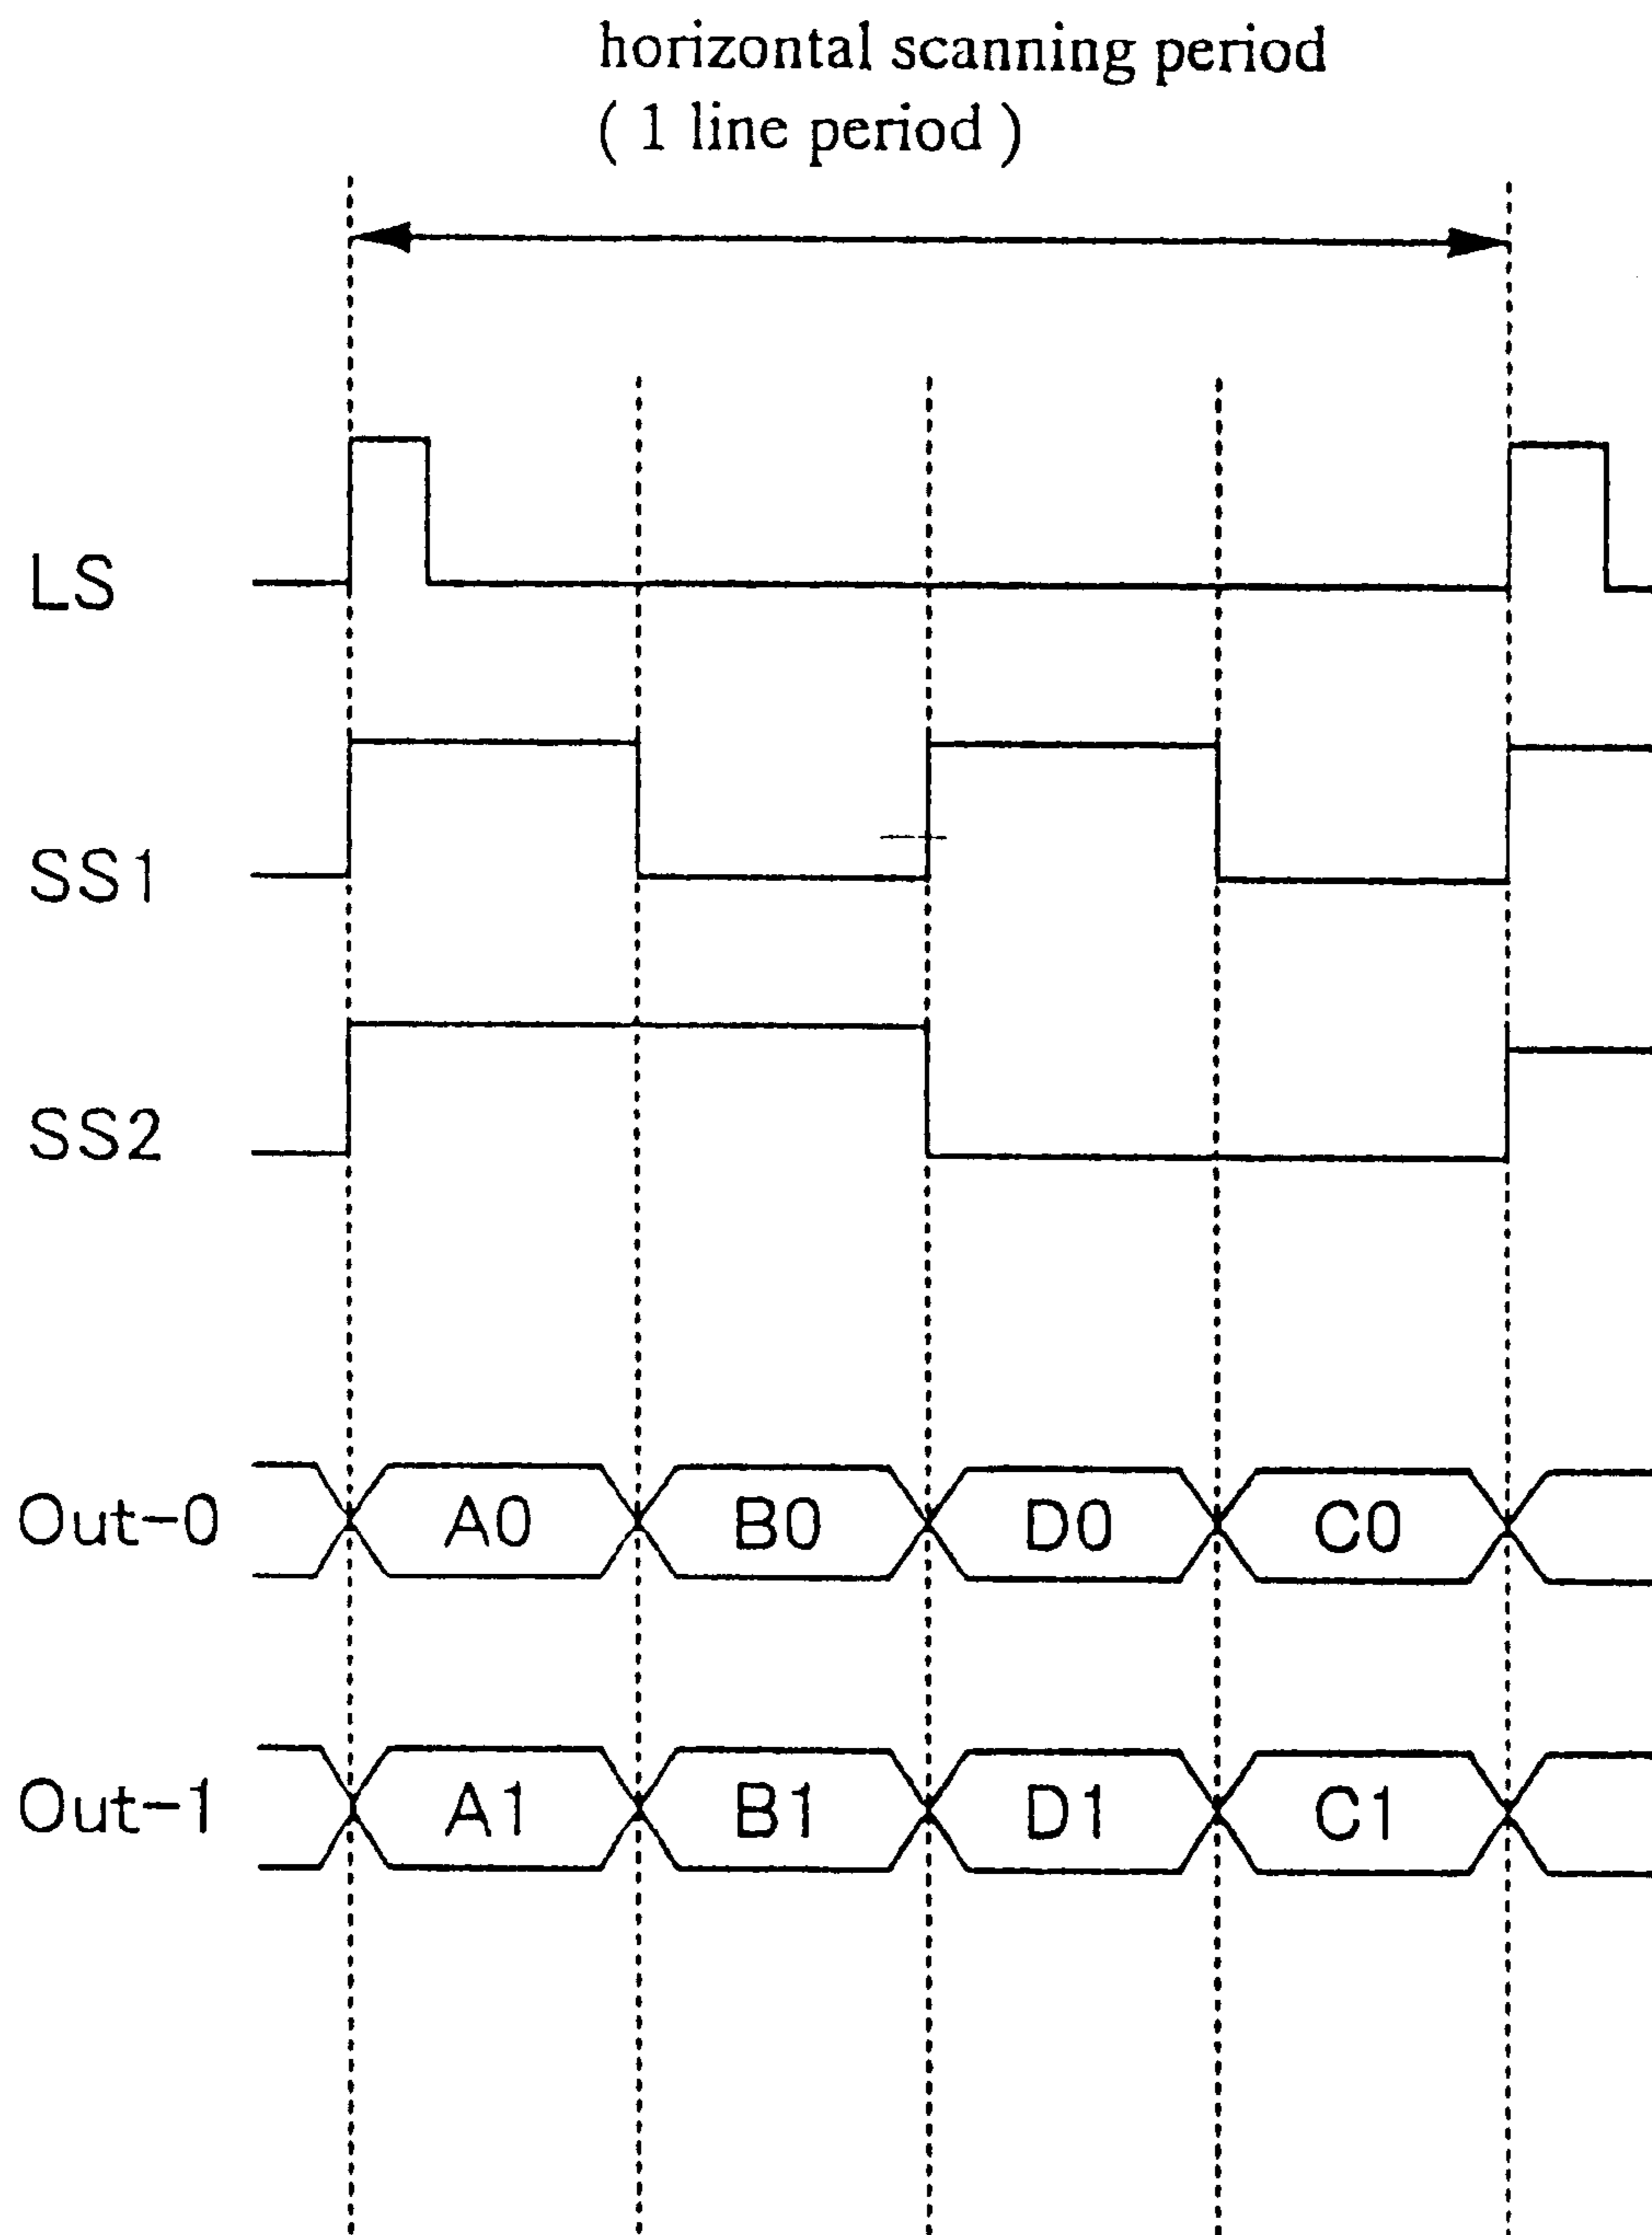 horizontal scanning period
( 1 line period )
LS
SS1
SS2
Out-0 A0 B0 D0 C0
Out-1 A1 B1 D1 C1